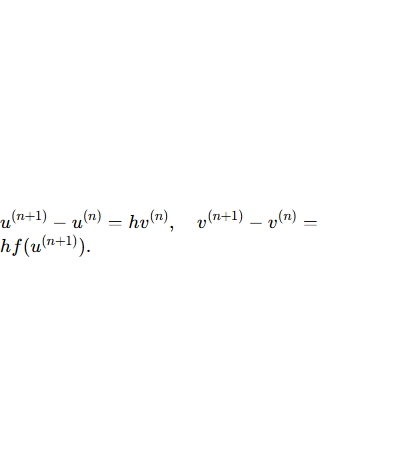 u^{(n+1)} − u^{(n)} = hv^{(n)}, v^{(n+1)} − v^{(n)} =
hf(u^{(n+1)}).